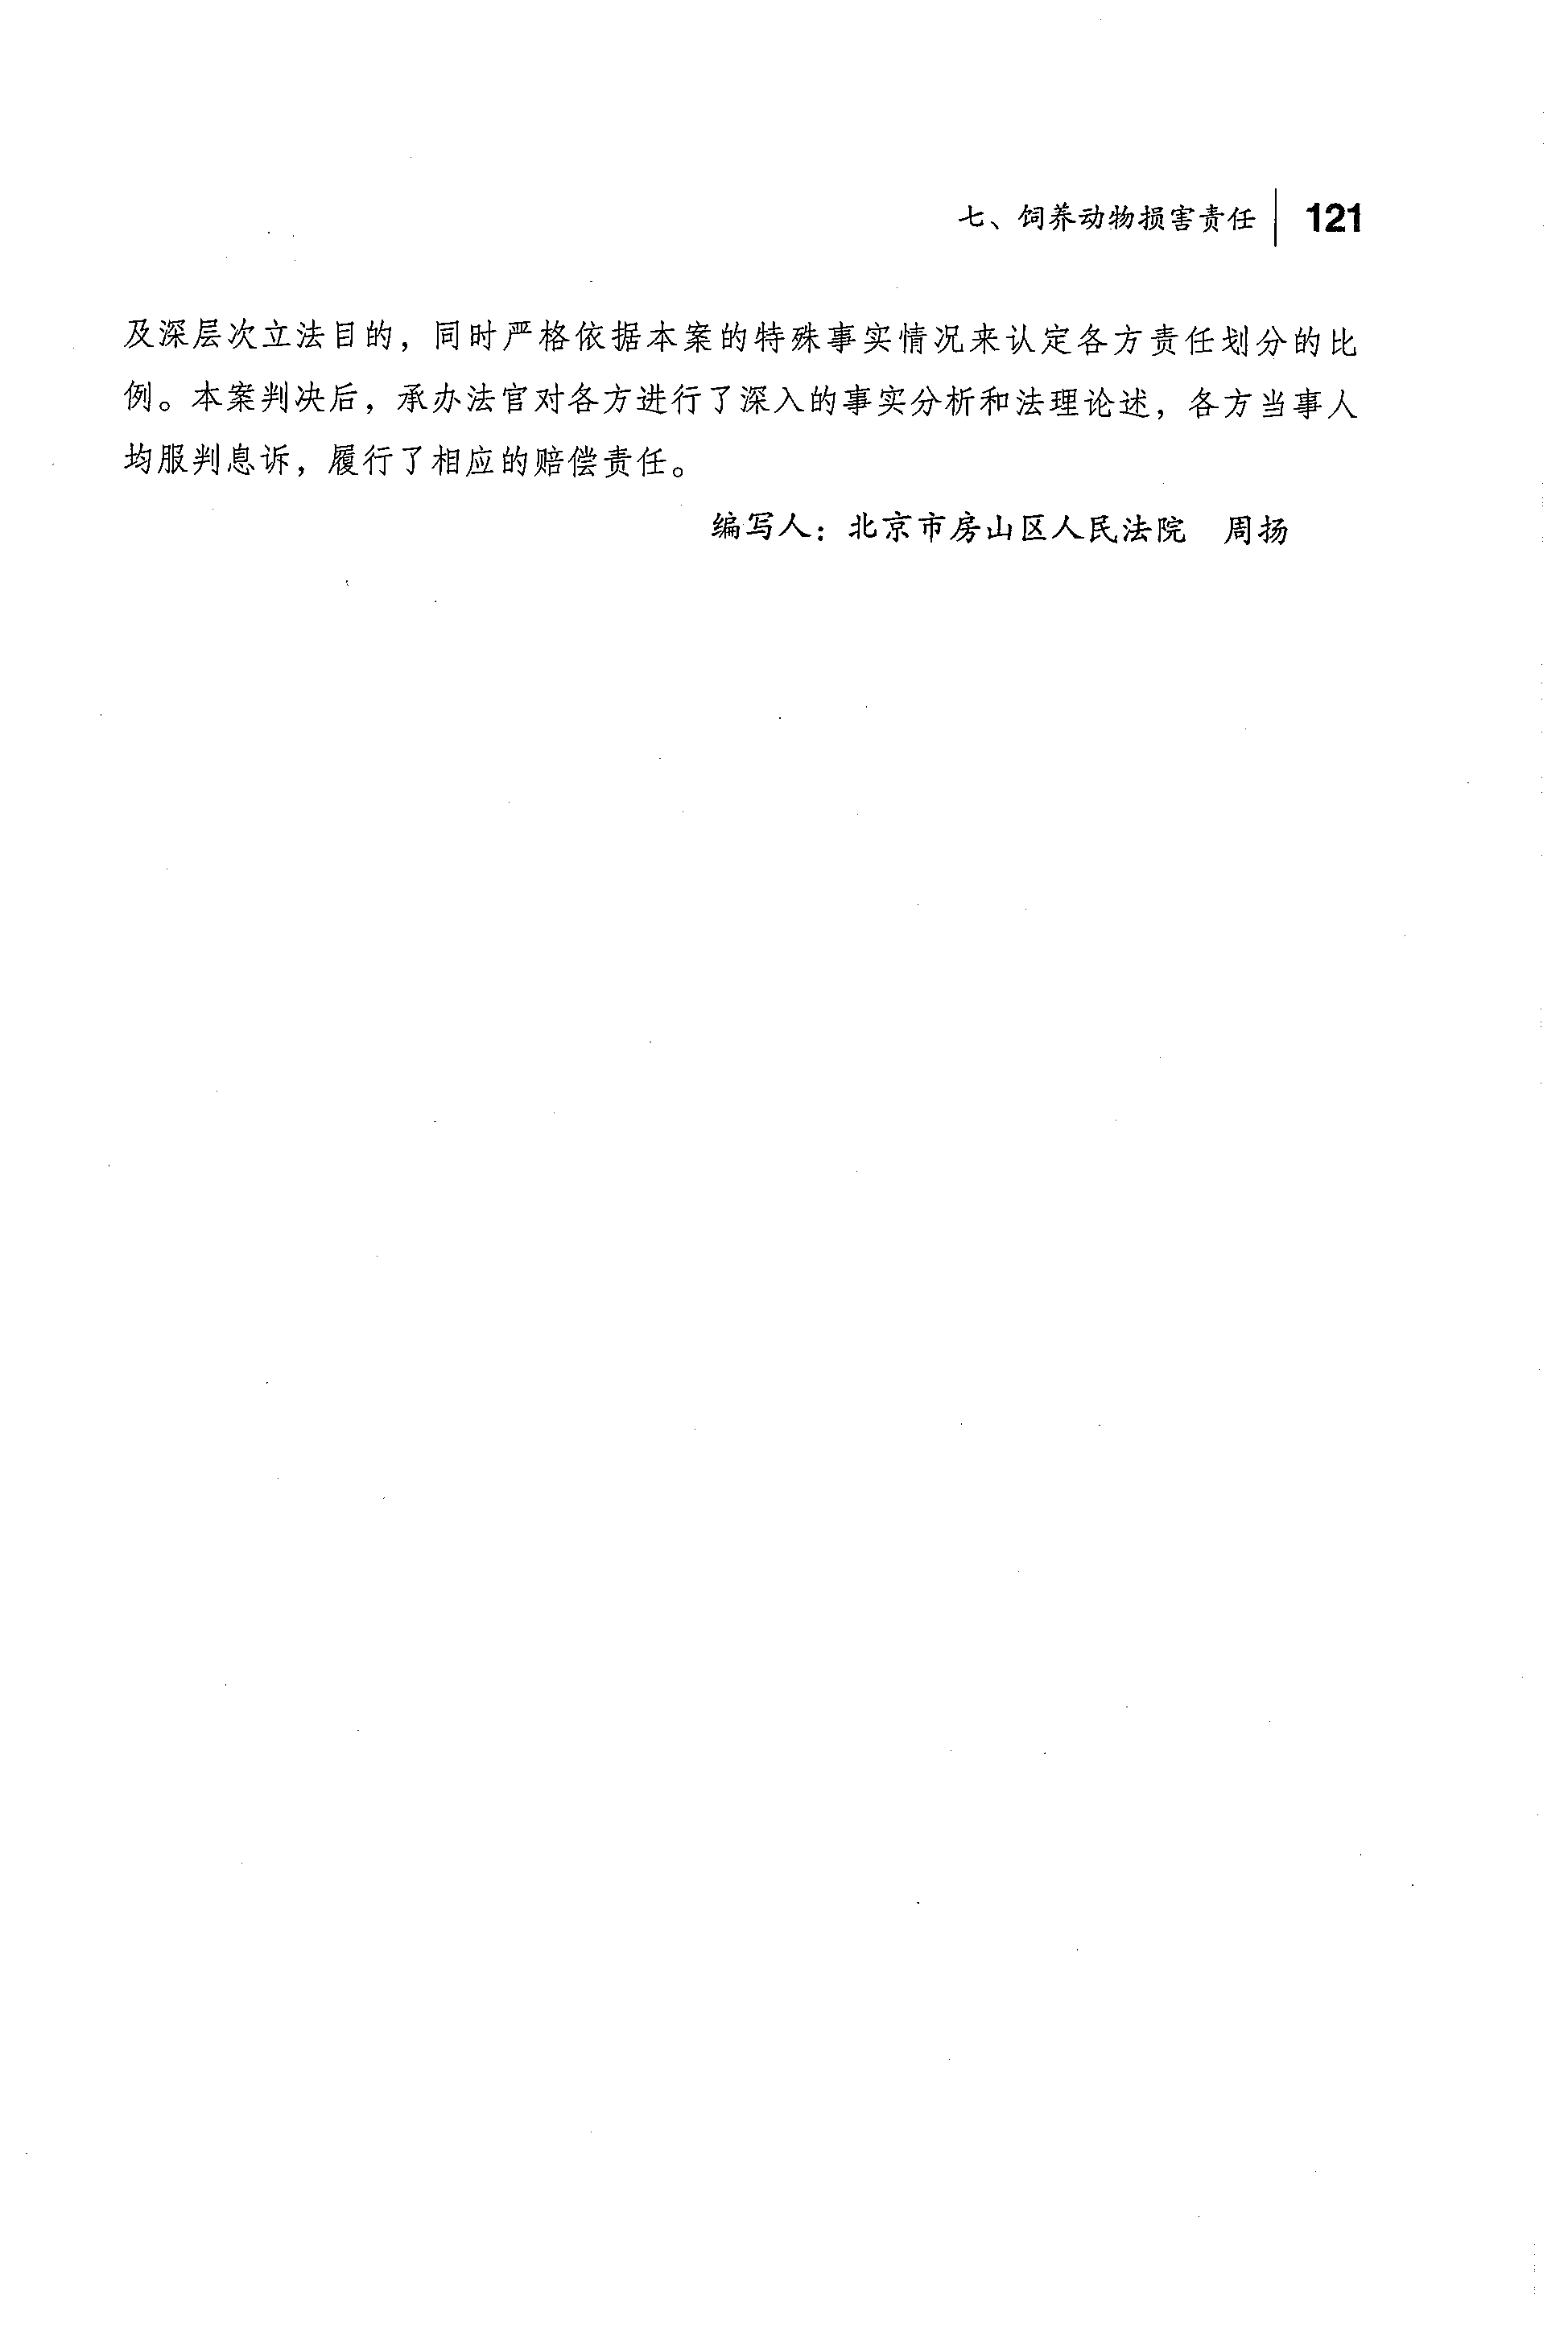 七、饲养动物损害责任 121
及深层次立法目的，同时严格依据本案的特殊事实情况来认定各方责任划分的比
例。本案判决后，承办法官对各方进行了深入的事实分析和法理论述，各方当事人
均服判息诉，履行了相应的赔偿责任。
编写人：北京市房山区人民法院 周扬